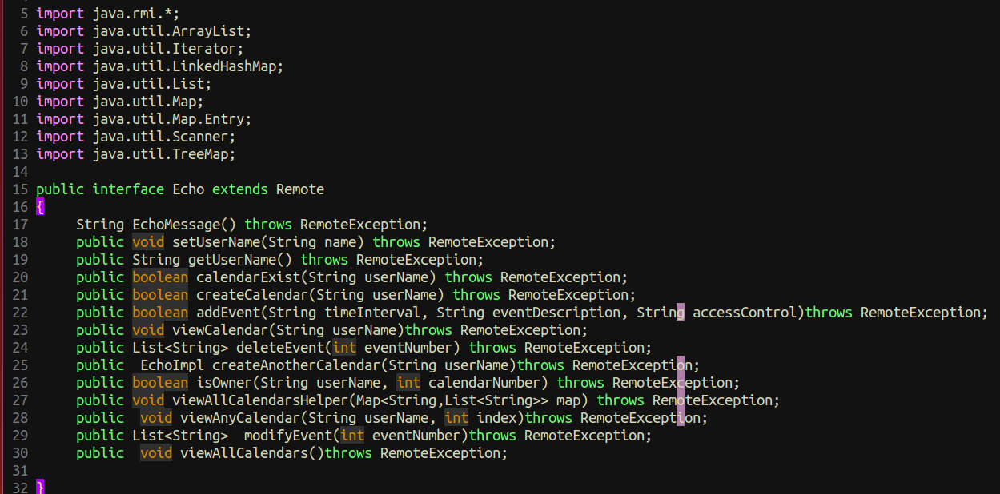 5 import java.rmi.*;
6 import java.util.ArrayList;
7 import java.util.Iterator;
8 import java.util.LinkedHashMap;
9 import java.util.List;
10 import java.util.Map;
11 import java.util.Map.Entry;
12 import java.util.Scanner;
13 import java.util.TreeMap;
14
15 public interface Echo extends Remote
16 {
17      String EchoMessage() throws RemoteException;
18      public void setUserName(String name) throws RemoteException;
19      public String getUserName() throws RemoteException;
20      public boolean calendarExist(String userName) throws RemoteException;
21      public boolean createCalendar(String userName) throws RemoteException;
22      public boolean addEvent(String timeInterval, String eventDescription, String accessControl)throws RemoteException;
23      public void viewCalendar(String userName)throws RemoteException;
24      public List<String> deleteEvent(int eventNumber) throws RemoteException;
25      public  EchoImpl createAnotherCalendar(String userName)throws RemoteException;
26      public boolean isOwner(String userName, int calendarNumber) throws RemoteException;
27      public void viewAllCalendarsHelper(Map<String,List<String>> map) throws RemoteException;
28      public  void viewAnyCalendar(String userName, int index)throws RemoteException;
29      public List<String>  modifyEvent(int eventNumber)throws RemoteException;
30      public  void viewAllCalendars()throws RemoteException;
31
32 }